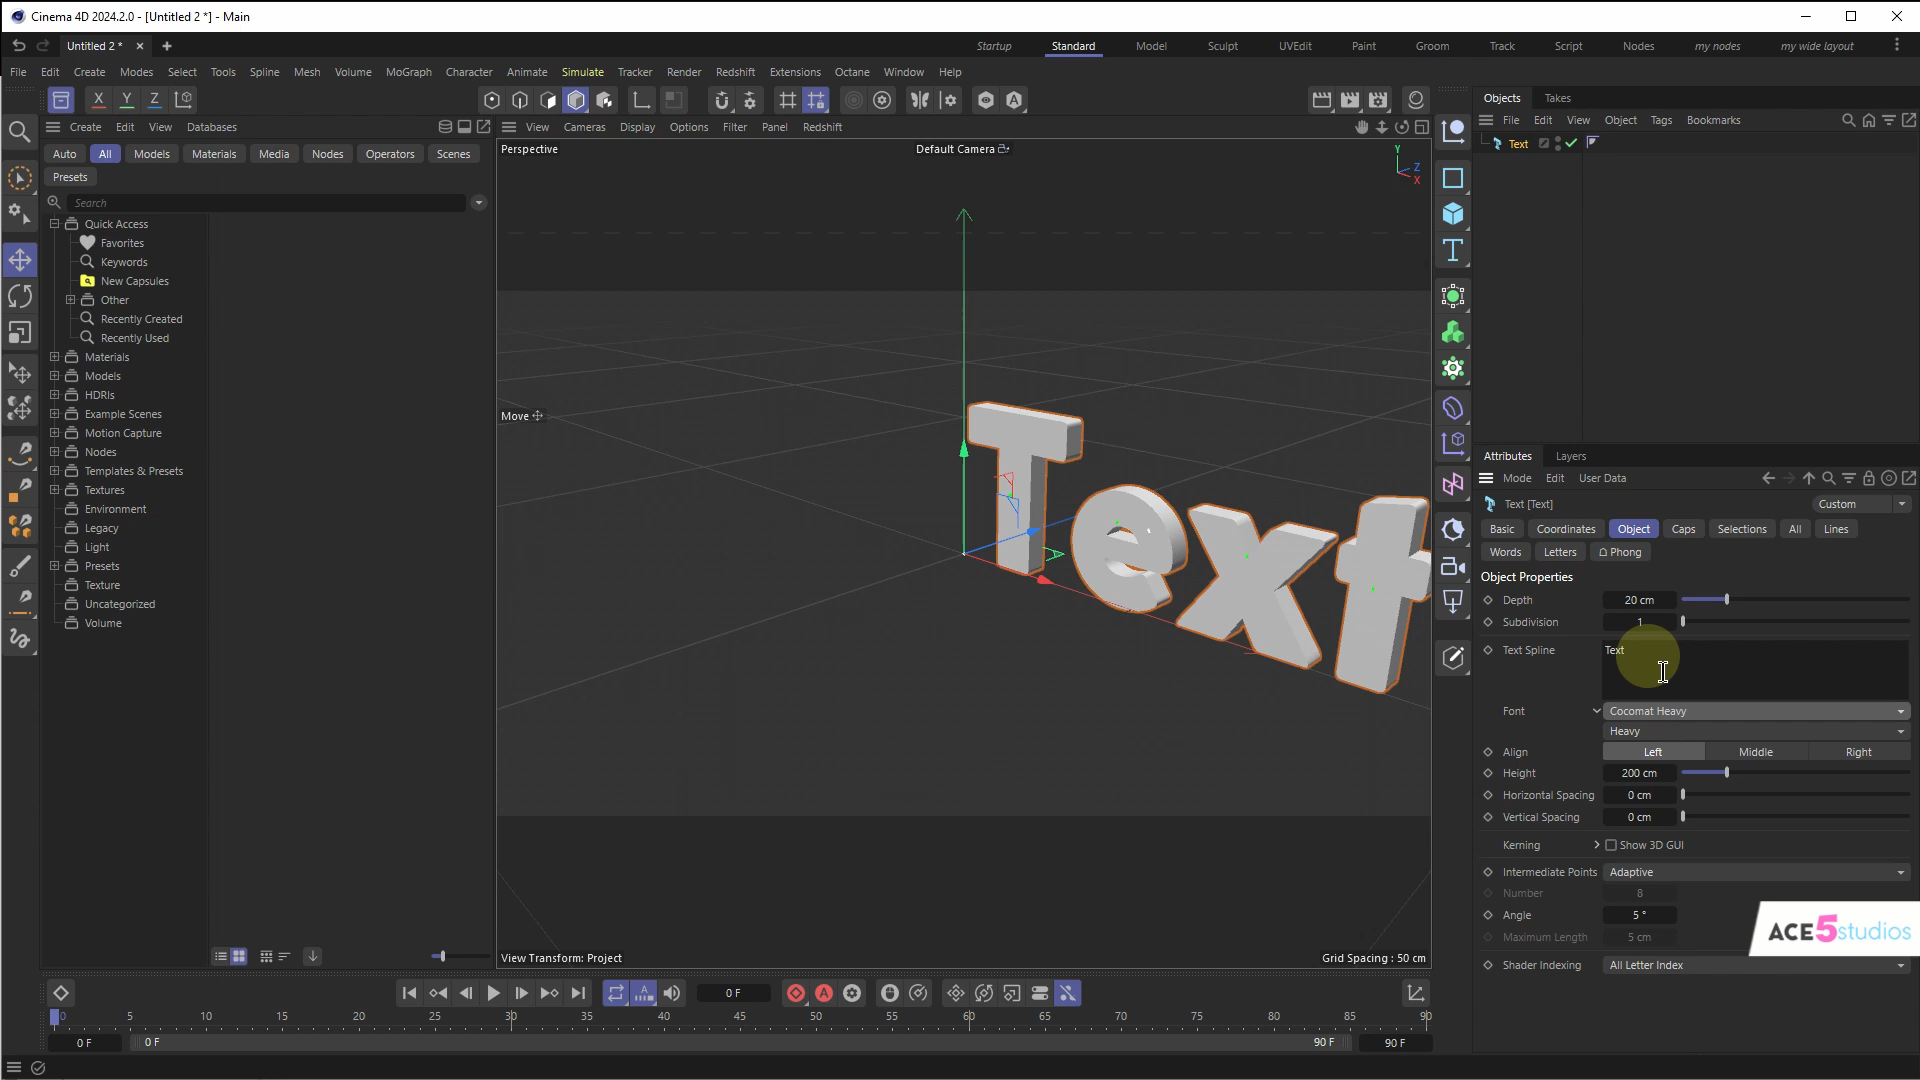 Cinema 4D 2024.2.0 - [Untitled 2 *] - Main
Untitled 2 *
Startup Standard Model Sculpt UVEdit Paint Groom Track Script Nodes my nodes my wide layout
File Edit Create Modes Select Tools Spline Mesh Volume MoGraph Character Animate Simulate Tracker Render Redshift Extensions Octane Window Help
X Y Z
A
Create Edit View Databases
View Cameras Display Options Filter Panel Redshift
Auto All Models Materials Media Nodes Operators Scenes
Presets
Search
Quick Access
Favorites
Keywords
New Capsules
Other
Recently Created
Recently Used
Materials
Models
HDRIs
Example Scenes
Motion Capture
Nodes
Templates & Presets
Textures
Environment
Legacy
Light
Presets
Texture
Uncategorized
Volume
Perspective
Default Camera
Y
Z
X
Move
Text
View Transform: Project
Grid Spacing : 50 cm
Objects Takes
File Edit View Object Tags Bookmarks
Text
Attributes Layers
Mode Edit User Data
Text [Text]
Custom
Basic Coordinates Object Caps Selections All Lines
Words Letters Phong
Object Properties
Depth 20 cm
Subdivision 1
Text Spline Text
Font Cocomat Heavy
Heavy
Align Left Middle Right
Height 200 cm
Horizontal Spacing 0 cm
Vertical Spacing 0 cm
Kerning Show 3D GUI
Intermediate Points Adaptive
Number 8
Angle 5 °
Maximum Length 5 cm
Shader Indexing All Letter Index
ACE5studios
0 F
0 5 10 15 20 25 30 35 40 45 50 55 60 65 70 75 80 85 90
0 F 0 F 90 F 90 F